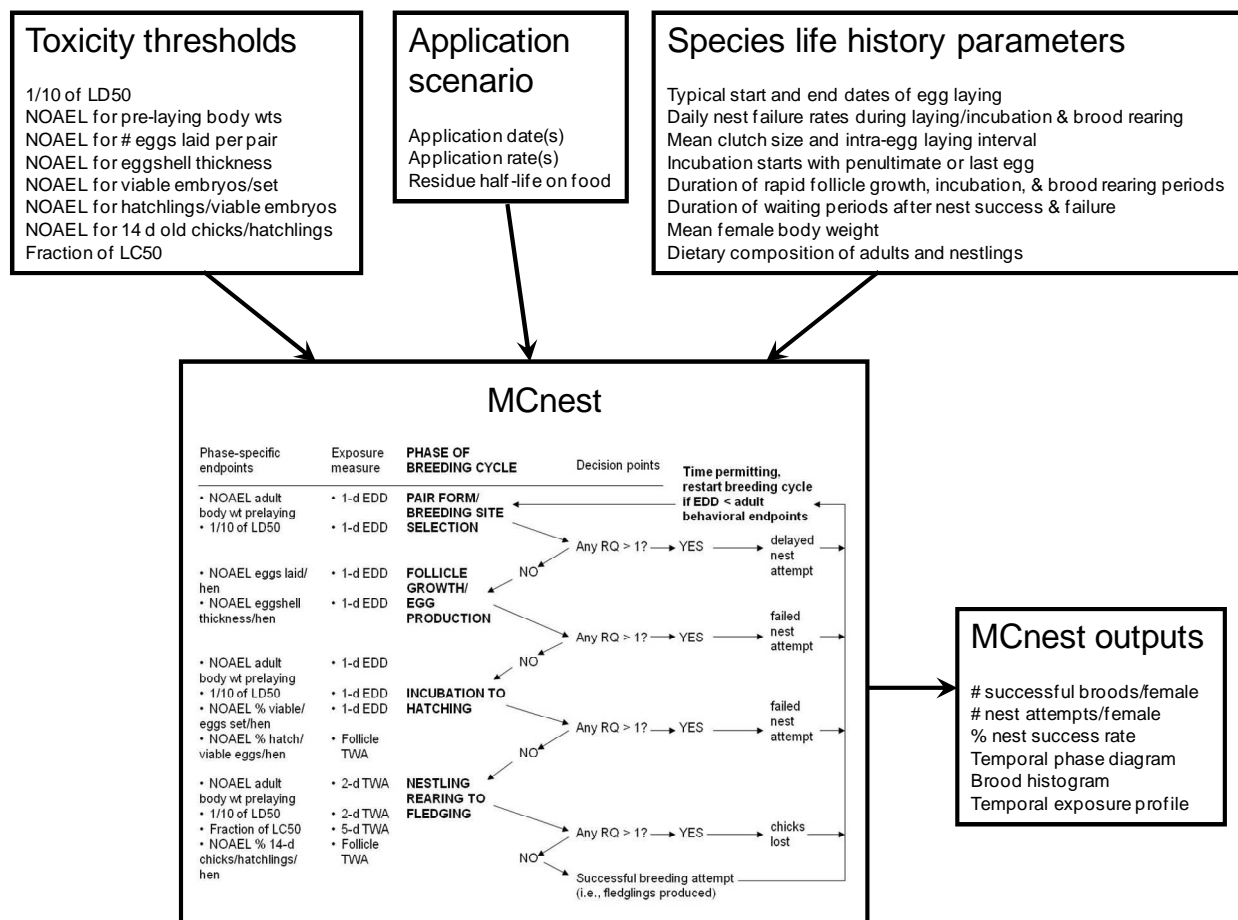 Toxicity thresholds
1/10 of LD50
NOAEL for pre-laying body wts
NOAEL for # eggs laid per pair
NOAEL for eggshell thickness
NOAEL for viable embryos/set
NOAEL for hatchlings/viable embryos
NOAEL for 14 d old chicks/hatchlings
Fraction of LC50
Application
scenario
Application date(s)
Application rate(s)
Residue half-life on food
Species life history parameters
Typical start and end dates of egg laying
Daily nest failure rates during laying/incubation & brood rearing
Mean clutch size and intra-egg laying interval
Incubation starts with penultimate or last egg
Duration of rapid follicle growth, incubation, & brood rearing periods
Duration of waiting periods after nest success & failure
Mean female body weight
Dietary composition of adults and nestlings
MCnest
Phase-specific
endpoints
Exposure
measure
PHASE OF
BREEDING CYCLE
Decision points
Time permitting,
restart breeding cycle
if EDD < adult
behavioral endpoints
• NOAEL adult
body wt prelaying
• 1/10 of LD50
• 1-d EDD
• 1-d EDD
PAIR FORM/
BREEDING SITE
SELECTION
Any RQ > 1?
YES
delayed
nest
attempt
NO
• NOAEL eggs laid/
hen
• NOAEL eggshell
thickness/hen
• 1-d EDD
• 1-d EDD
FOLLICLE
GROWTH/
EGG
PRODUCTION
Any RQ > 1?
YES
failed
nest
attempt
NO
• NOAEL adult
body wt prelaying
• 1/10 of LD50
• NOAEL % viable/
eggs set/hen
• NOAEL % hatch/
viable eggs/hen
• 1-d EDD
• 1-d EDD
• 1-d EDD
• Follicle
TWA
INCUBATION TO
HATCHING
Any RQ > 1?
YES
failed
nest
attempt
NO
• NOAEL adult
body wt prelaying
• 1/10 of LD50
• Fraction of LC50
• NOAEL % 14-d
chicks/hatchlings/
hen
• 2-d TWA
• 2-d TWA
• 5-d TWA
• Follicle
TWA
NESTLING
REARING TO
FLEDGING
Any RQ > 1?
YES
chicks
lost
NO
Successful breeding attempt
(i.e., fledglings produced)
MCnest outputs
# successful broods/female
# nest attempts/female
% nest success rate
Temporal phase diagram
Brood histogram
Temporal exposure profile